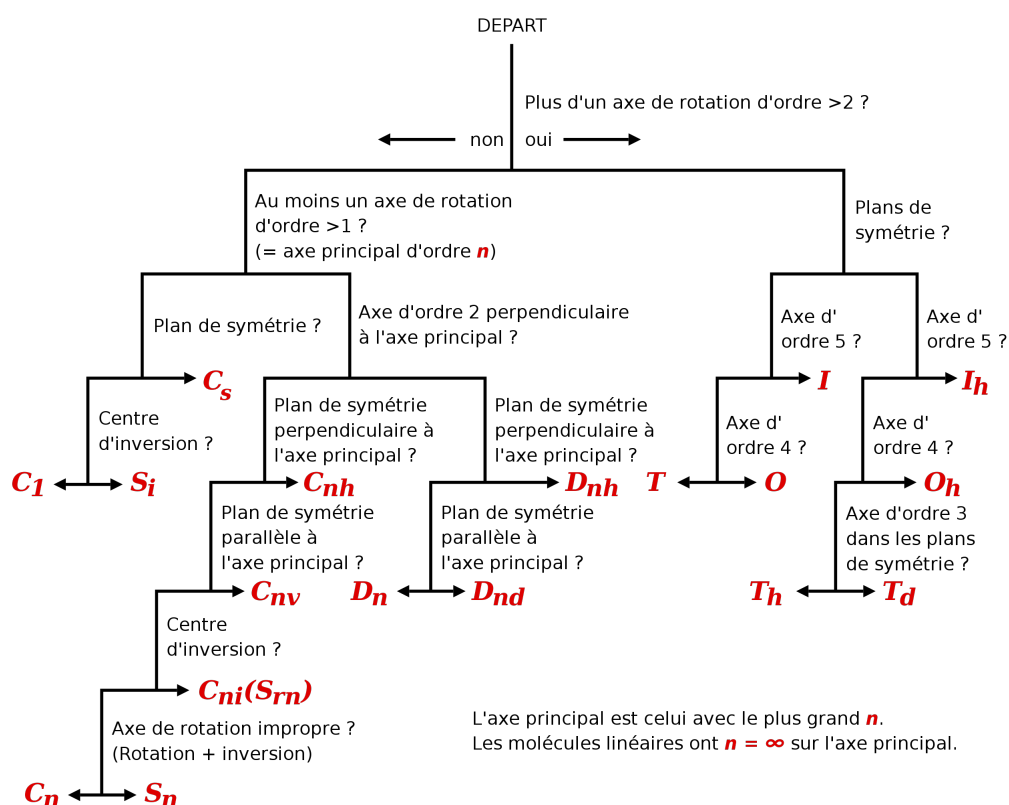 DEPART
Plus d'un axe de rotation d'ordre >2 ?
non oui
Au moins un axe de rotation
d'ordre >1 ?
(= axe principal d'ordre n)
Plans de
symétrie ?
Plan de symétrie ?
Axe d'ordre 2 perpendiculaire
à l'axe principal ?
Axe d'
ordre 5 ?
Axe d'
ordre 5 ?
Cs
I
Ih
Centre
d'inversion ?
Plan de symétrie
perpendiculaire à
l'axe principal ?
Plan de symétrie
perpendiculaire à
l'axe principal ?
Axe d'
ordre 4 ?
Axe d'
ordre 4 ?
C1
Si
Cnh
Dnh
T
O
Oh
Plan de symétrie
parallèle à
l'axe principal ?
Plan de symétrie
parallèle à
l'axe principal ?
Axe d'ordre 3
dans les plans
de symétrie ?
Cnv
Dn
Dnd
Th
Td
Centre
d'inversion ?
Cni(Srn)
Axe de rotation impropre ?
(Rotation + inversion)
L'axe principal est celui avec le plus grand n.
Les molécules linéaires ont n = ∞ sur l'axe principal.
Cn
Sn